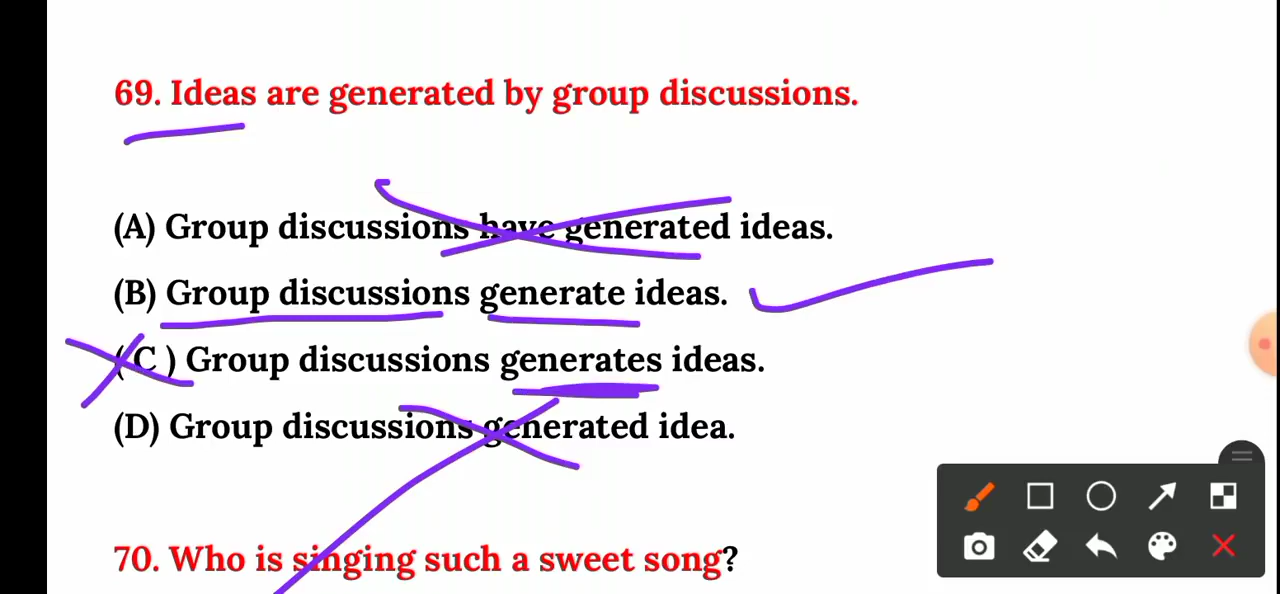 69. Ideas are generated by group discussions.
(A) Group discussions have generated ideas.
(B) Group discussions generate ideas.
(C ) Group discussions generates ideas.
(D) Group discussions generated idea.
70. Who is singing such a sweet song?